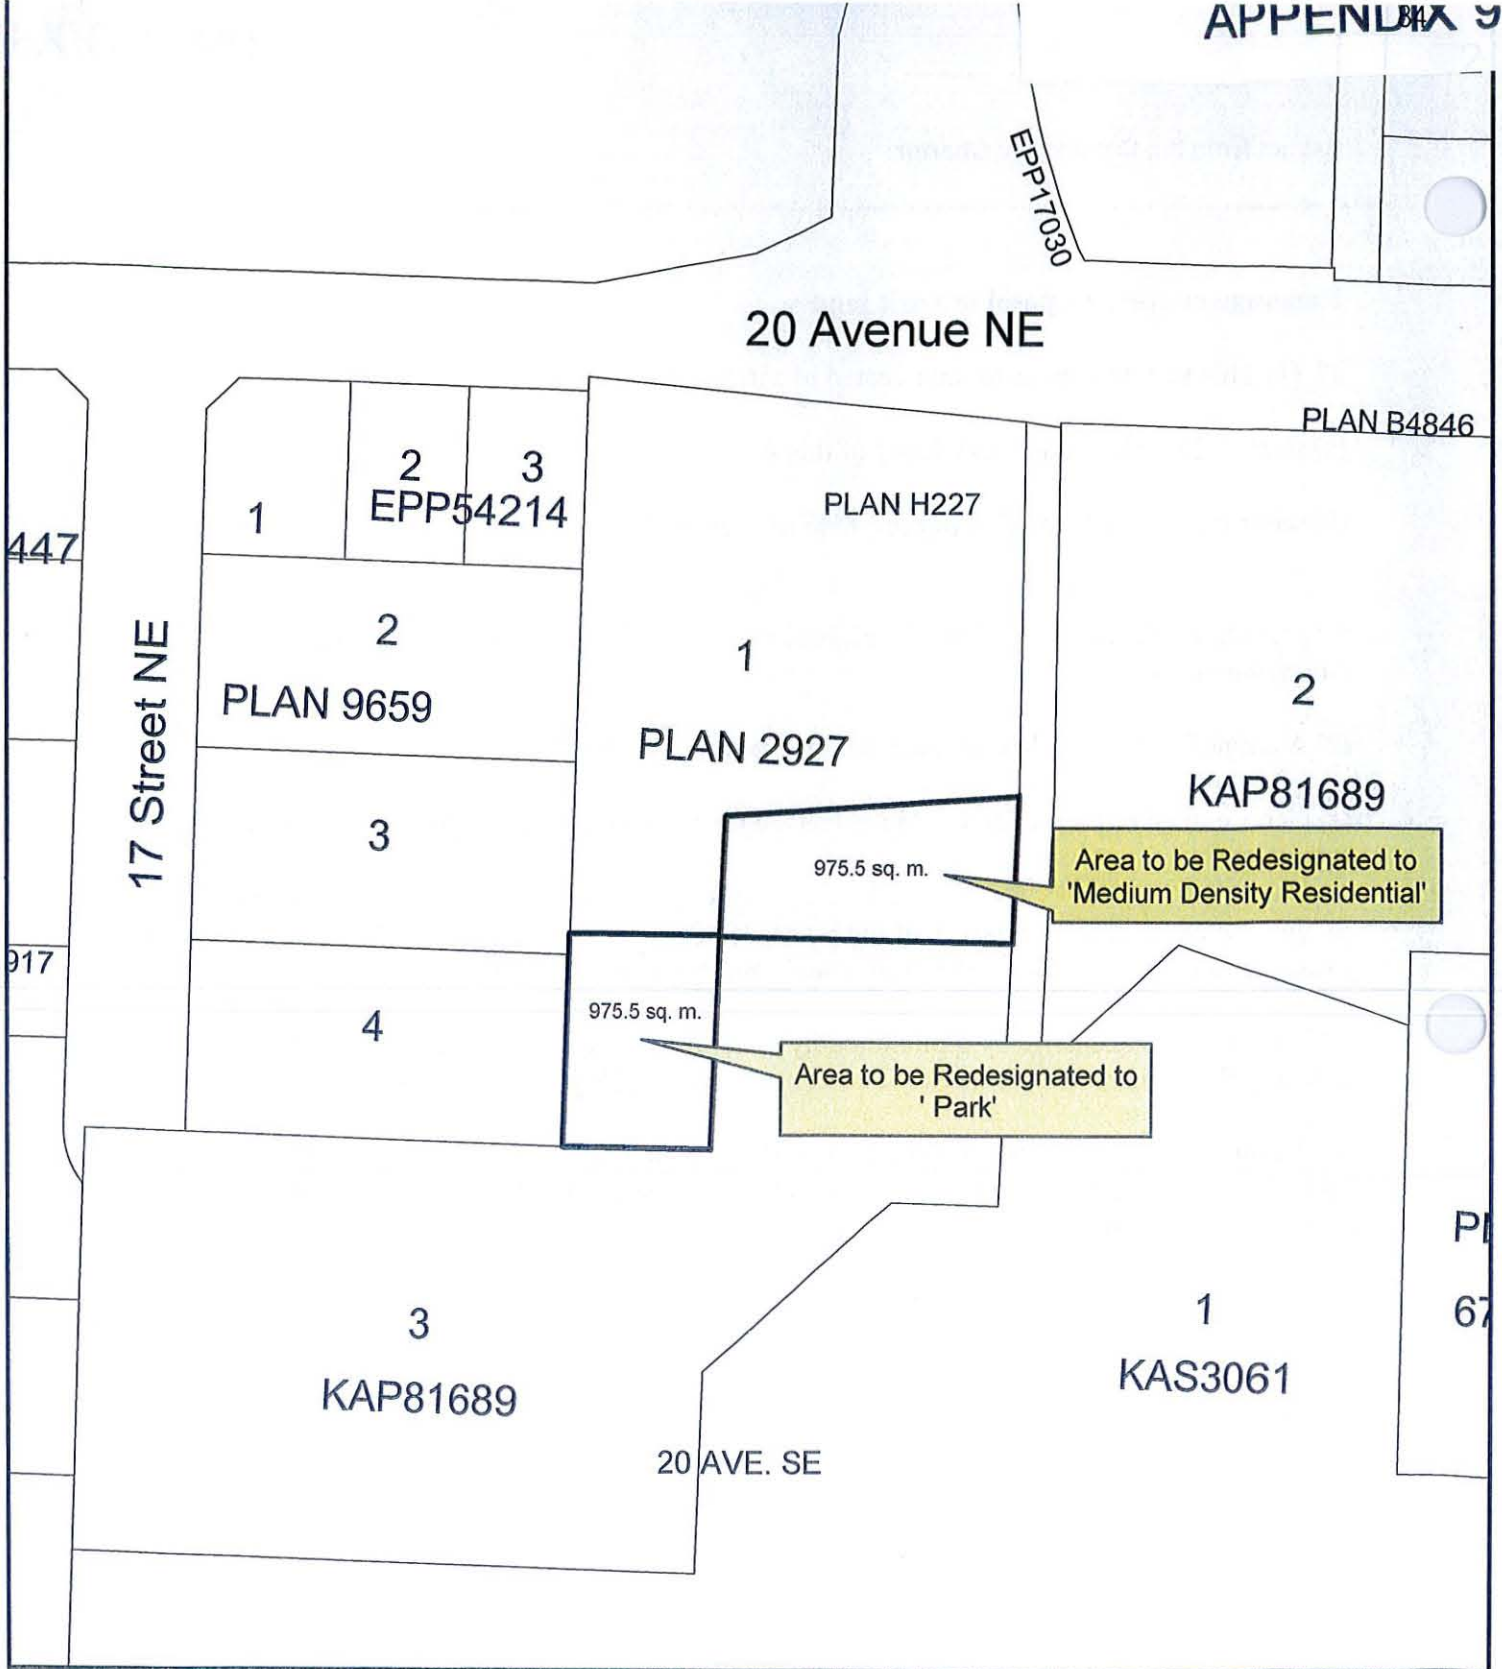 APPENDIX 9
84
EPP17030
20 Avenue NE
PLAN B4846
2
3
1
EPP54214
PLAN H227
447
2
17 Street NE
PLAN 9659
1
PLAN 2927
2
KAP81689
3
975.5 sq. m.
Area to be Redesignated to
'Medium Density Residential'
917
4
975.5 sq. m.
Area to be Redesignated to
' Park'
3
KAP81689
1
KAS3061
67
20 AVE. SE